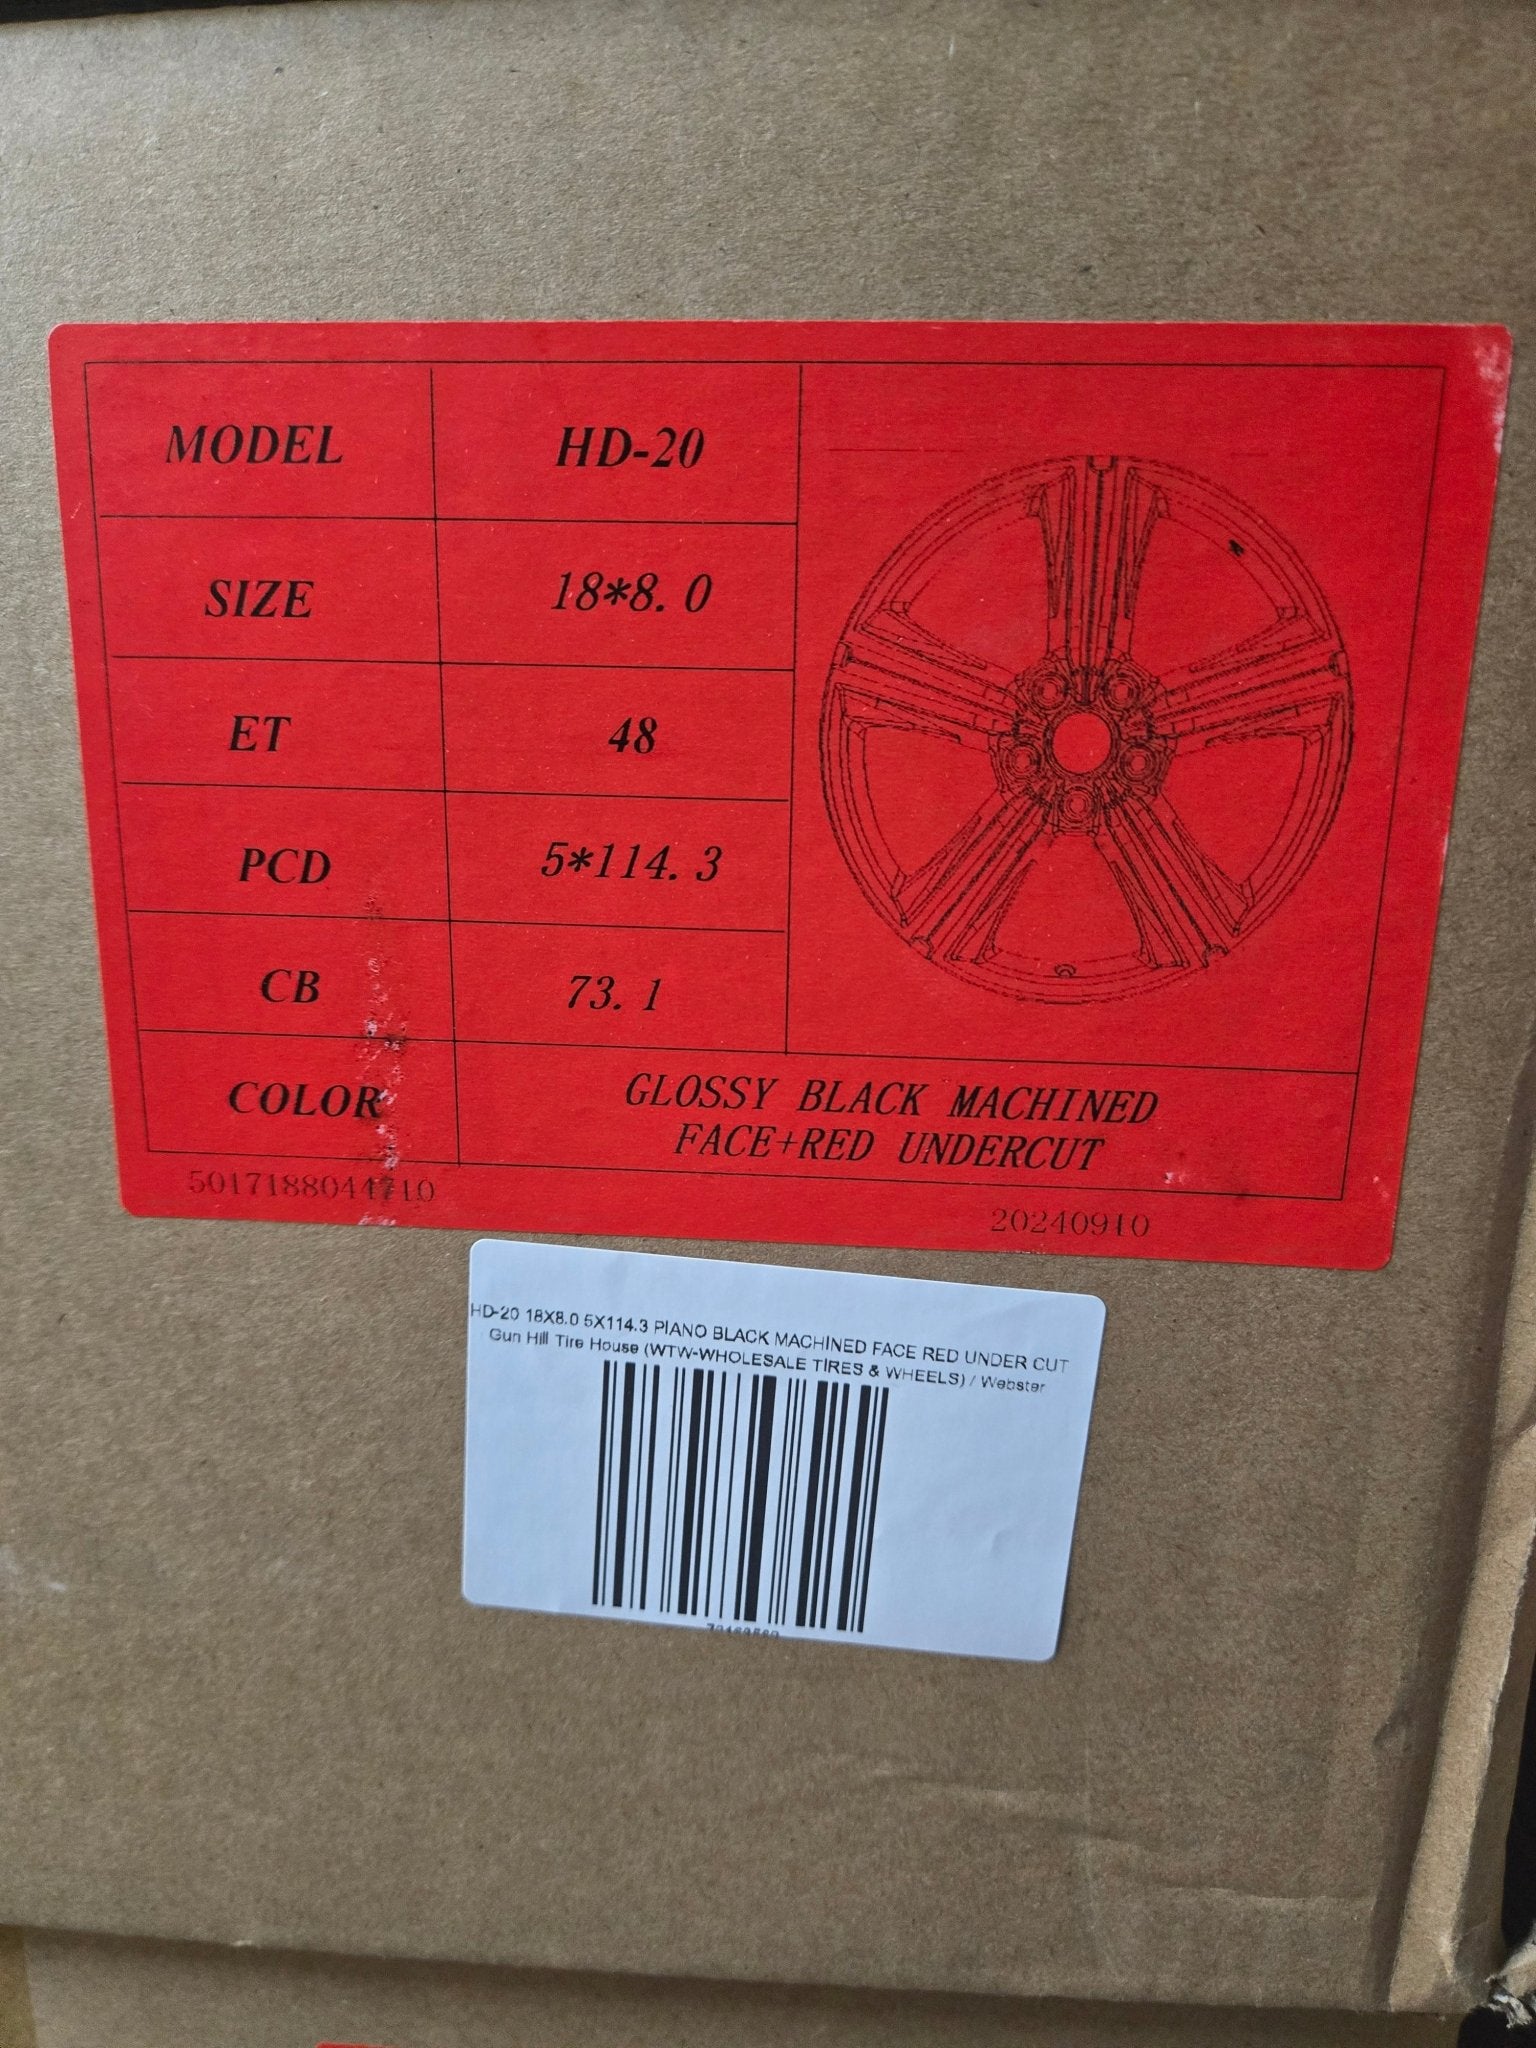 MODEL HD-20
SIZE 18*8.0
ET 48
PCD 5*114.3
CB 73.1
COLOR GLOSSY BLACK MACHINED
FACE+RED UNDERCUT
20240910
HD-20 18X8.0 5X114.3 PIANO BLACK MACHINED FACE RED UNDER CUT
Gun Hill Tire House (WTW-WHOLESALE TIRES & WHEELS) / Webster